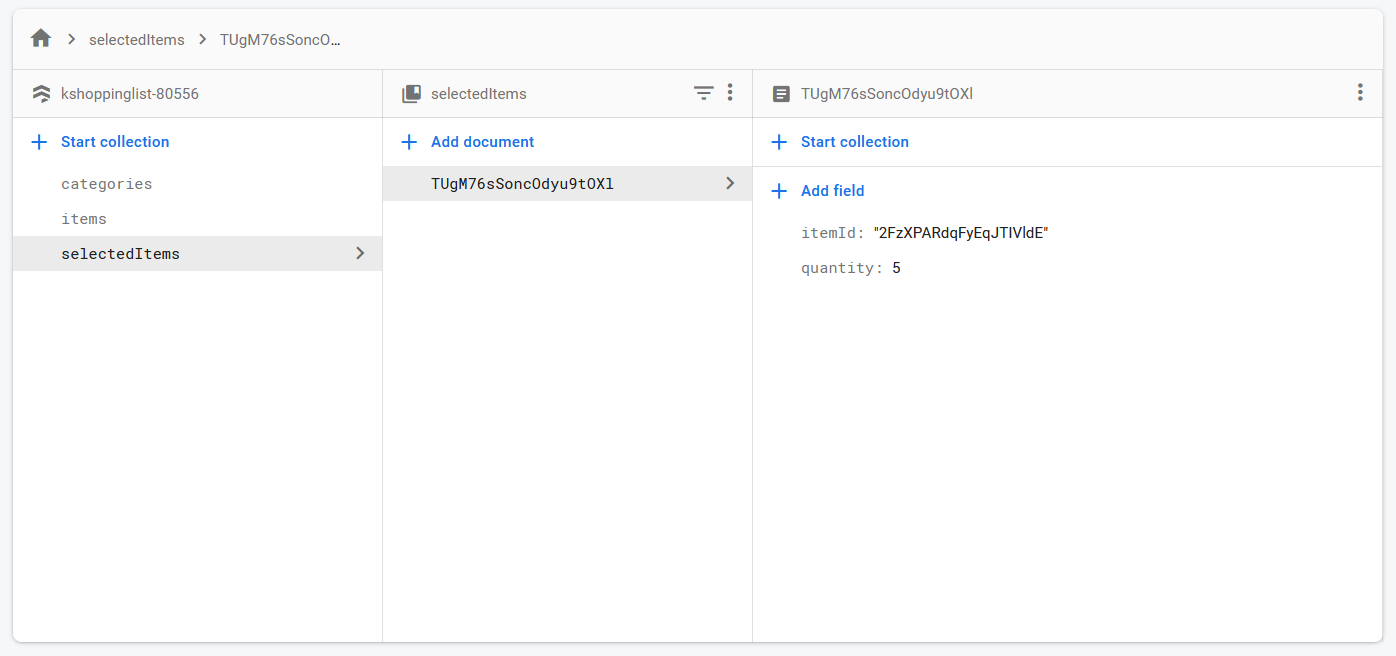 selectedItems TUgM76sSoncO...
kshoppinglist-80556
Start collection
categories
items
selectedItems
selectedItems
Add document
TUgM76sSoncOdyu9tOXl
TUgM76sSoncOdyu9tOXl
Start collection
Add field
itemId: "2FzXPARdqFyEqJTIVldE"
quantity: 5